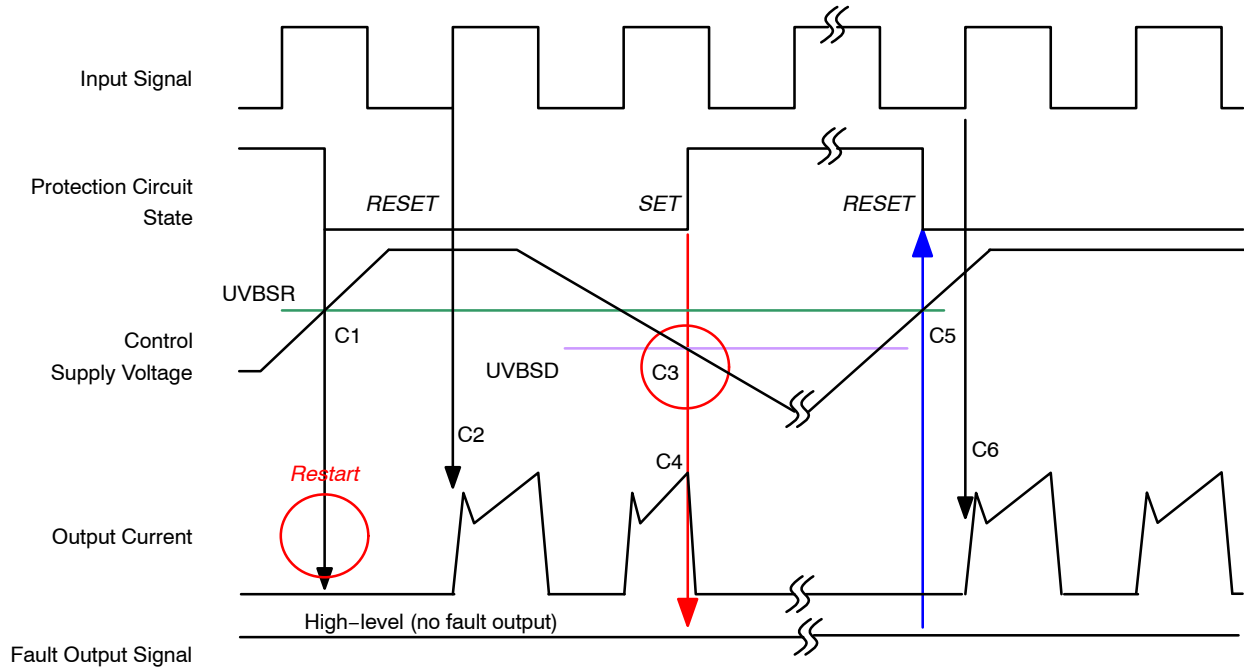 Input Signal
Protection Circuit
State
RESET
SET
RESET
UVBSR
C1
C5
Control
Supply Voltage
UVBSD
C3
C2
C4
C6
Restart
Output Current
High−level (no fault output)
Fault Output Signal